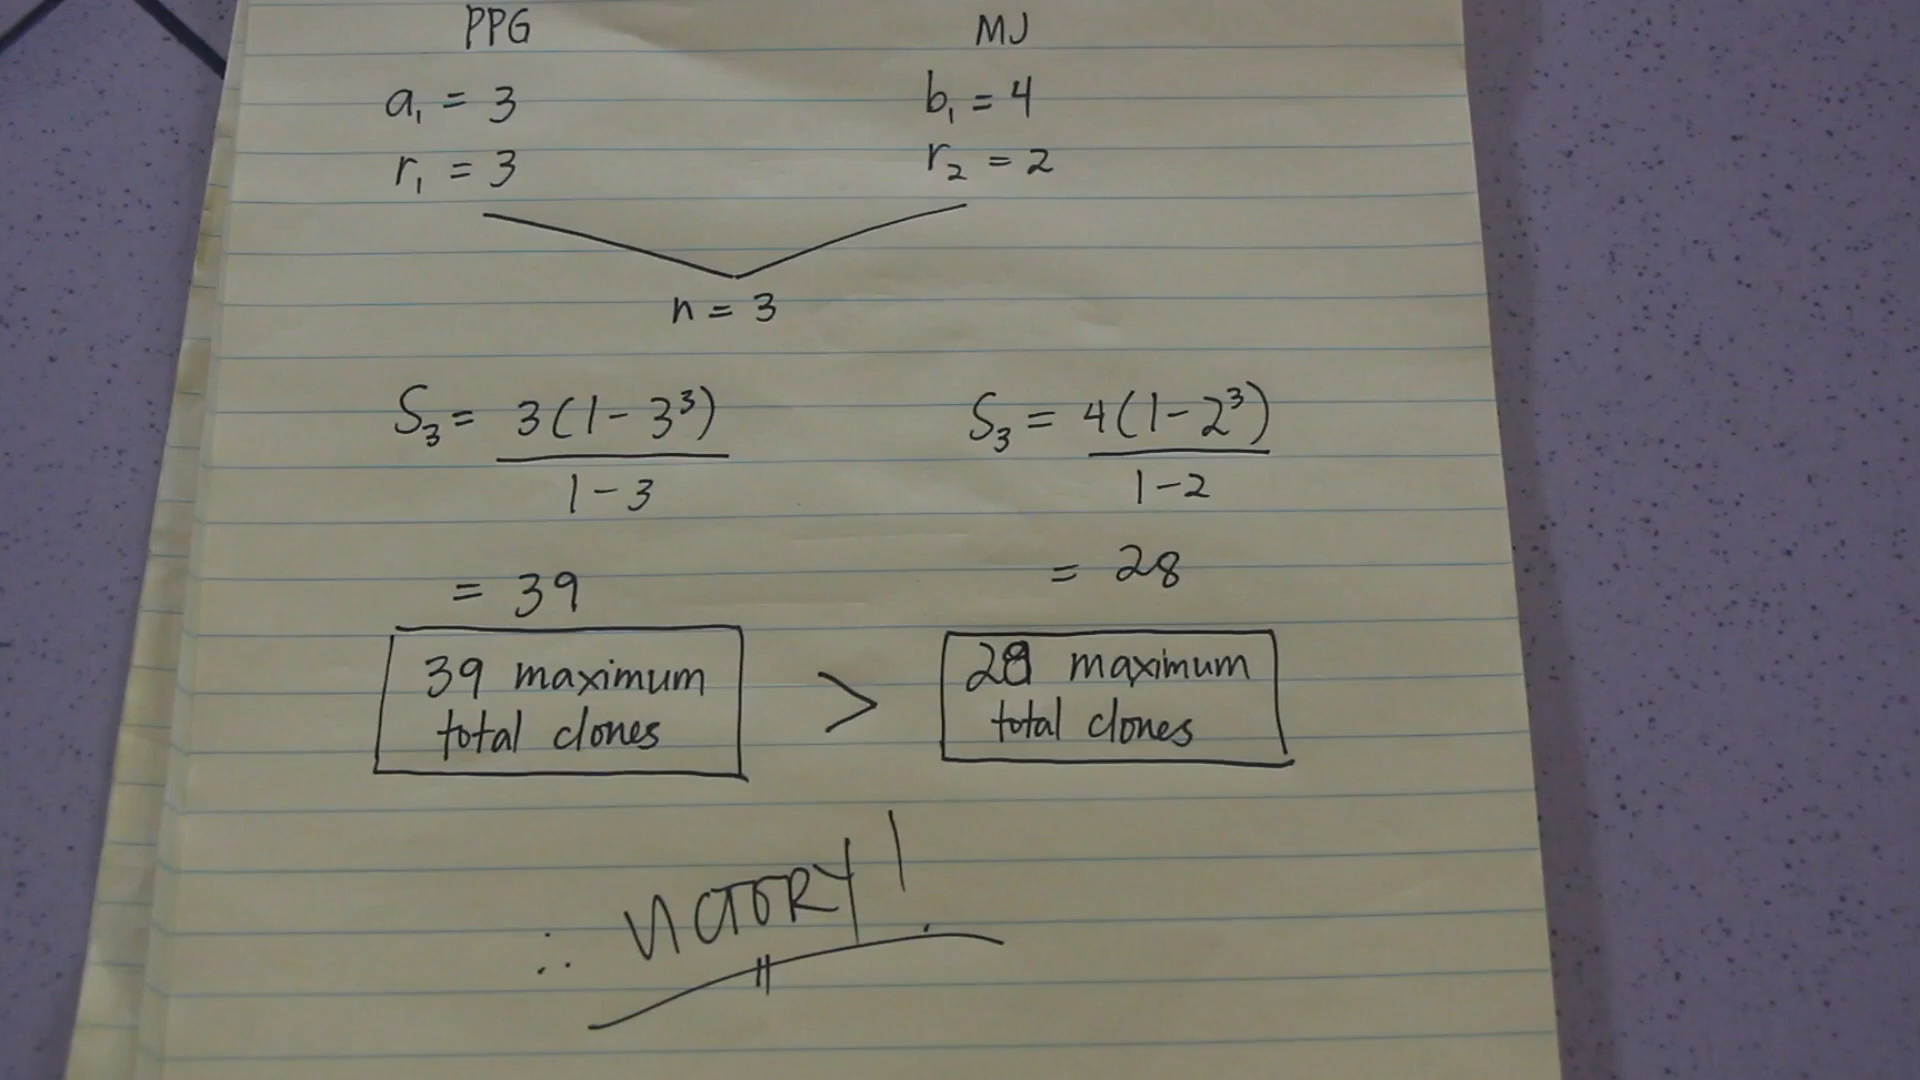 PPG MJ
a₁ = 3 b₁ = 4
r₁ = 3 r₂ = 2
n = 3
S₃ = 3(1-3³) S₃ = 4(1-2³)
1-3 1-2
= 39 = 28
39 maximum > 28 maximum
total clones total clones
∴ VICTORY!